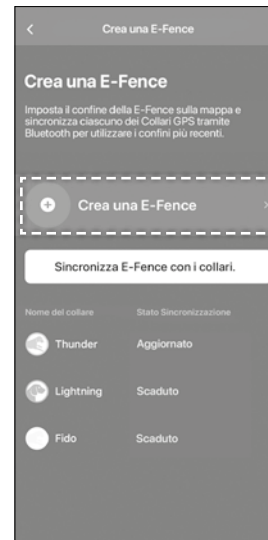 Crea una E-Fence
Crea una E-Fence
Imposta il confine della E-Fence sulla mappa e
sincronizza ciascuno dei Collari GPS tramite
Bluetooth per utilizzare i confini più recenti.
Crea una E-Fence
Sincronizza E-Fence con i collari.
Nome del collare Stato Sincronizzazione
Thunder Aggiornato
Lightning Scaduto
Fido Scaduto